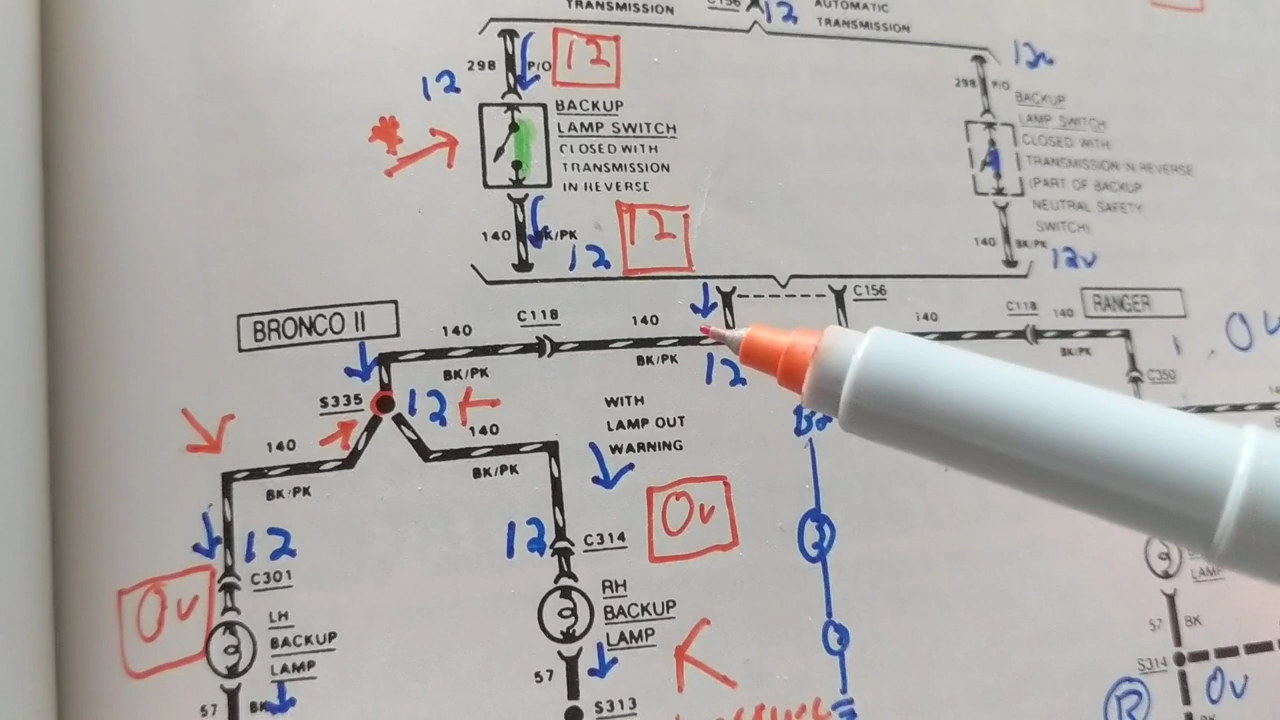 TRANSMISSION
C156
12
AUTOMATIC
TRANSMISSION
298
P/O
12
12
BACKUP
LAMP SWITCH
CLOSED WITH
TRANSMISSION
IN REVERSE
140
BK/PK
12
12
12v
298
P/O
BACKUP
LAMP SWITCH
CLOSED WITH
TRANSMISSION IN REVERSE
(PART OF BACKUP
NEUTRAL SAFETY
SWITCH)
140
BK/PK
12v
BRONCO II
140
C118
140
C156
140
C118
140
RANGER
BK/PK
BK/PK
12
BK/PK
C350
0v
S335
12
140
140
BK/PK
BK/PK
WITH
LAMP OUT
WARNING
0v
12
12
C314
C301
0v
LH
BACKUP
LAMP
RH
BACKUP
LAMP
57
57
S313
LAMP
57
BK
S314
0v
R